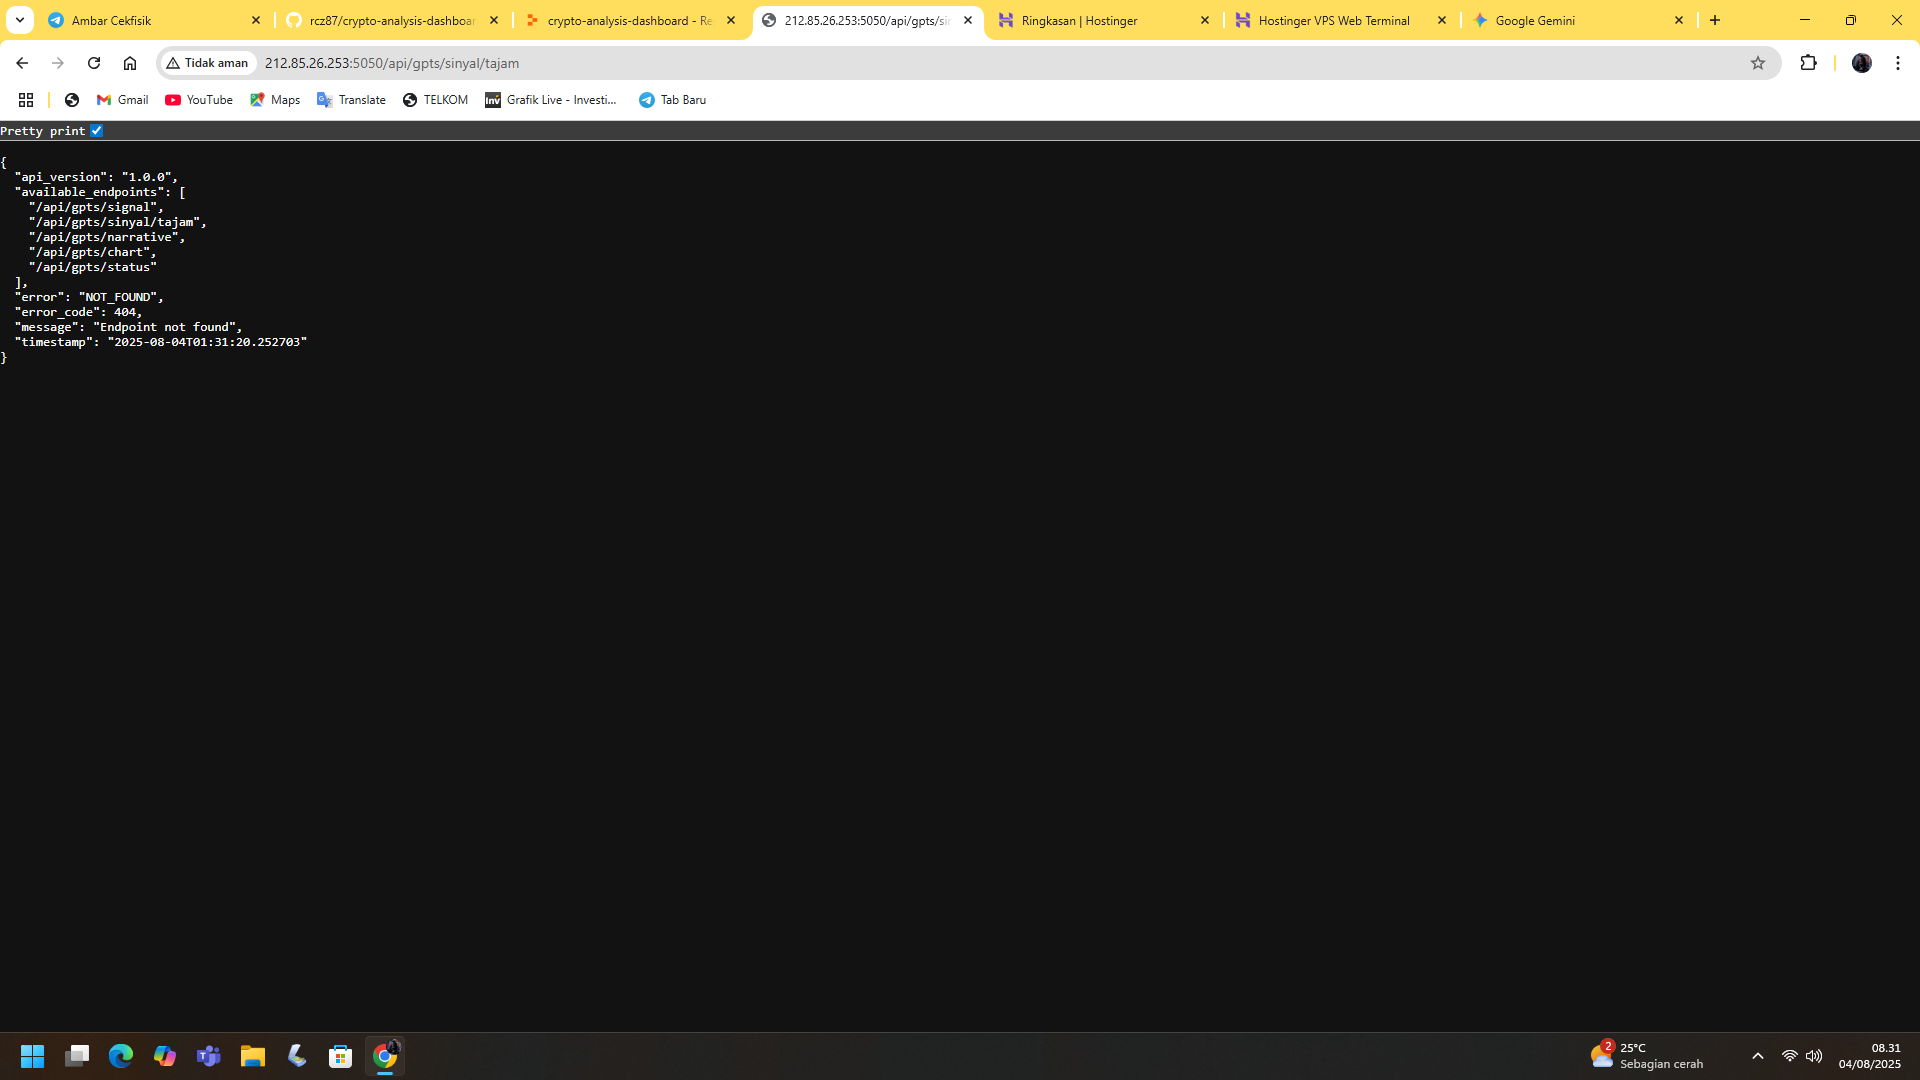 Ambar Cekfisik
rcz87/crypto-analysis-dashboar
crypto-analysis-dashboard - Re
212.85.26.253:5050/api/gpts/si
Ringkasan | Hostinger
Hostinger VPS Web Terminal
Google Gemini
Tidak aman
212.85.26.253:5050/api/gpts/sinyal/tajam
Gmail
YouTube
Maps
Translate
TELKOM
Inv
Grafik Live - Investi...
Tab Baru
Pretty print
{
  "api_version": "1.0.0",
  "available_endpoints": [
    "/api/gpts/signal",
    "/api/gpts/sinyal/tajam",
    "/api/gpts/narrative",
    "/api/gpts/chart",
    "/api/gpts/status"
  ],
  "error": "NOT_FOUND",
  "error_code": 404,
  "message": "Endpoint not found",
  "timestamp": "2025-08-04T01:31:20.252703"
}
2
25°C
Sebagian cerah
08.31
04/08/2025